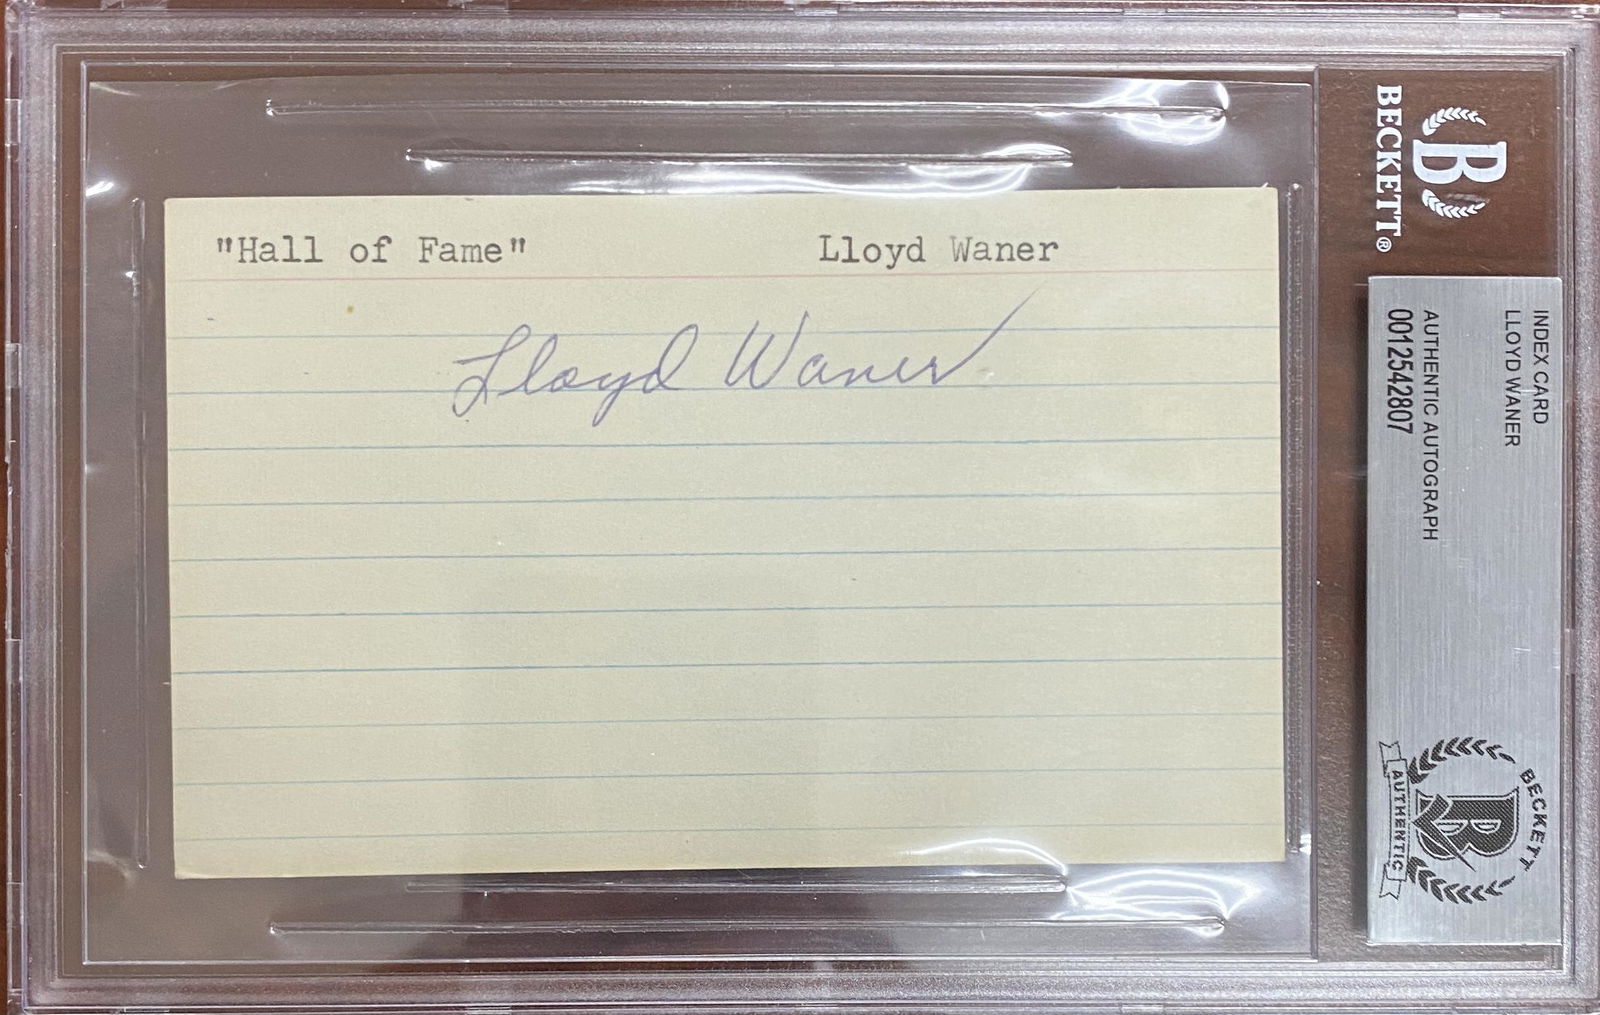 "Hall of Fame" Lloyd Waner
Lloyd Waner
B
BECKETT®
INDEX CARD
LLOYD WANER
AUTHENTIC AUTOGRAPH
0012542807
BECKETT
B
AUTHENTIC